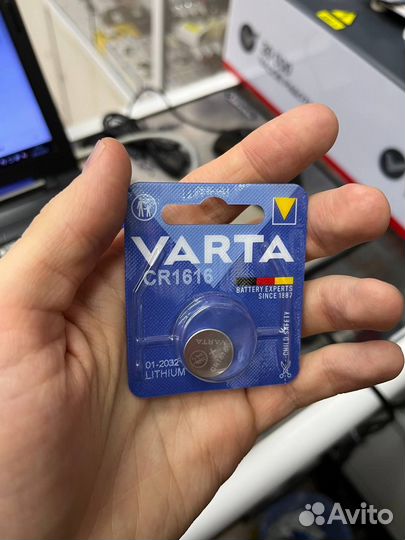 VARTA
CR1616
BATTERY EXPERTS
SINCE 1887
CHILD SAFETY
01-2032
LITHIUM
VARTA
Avito